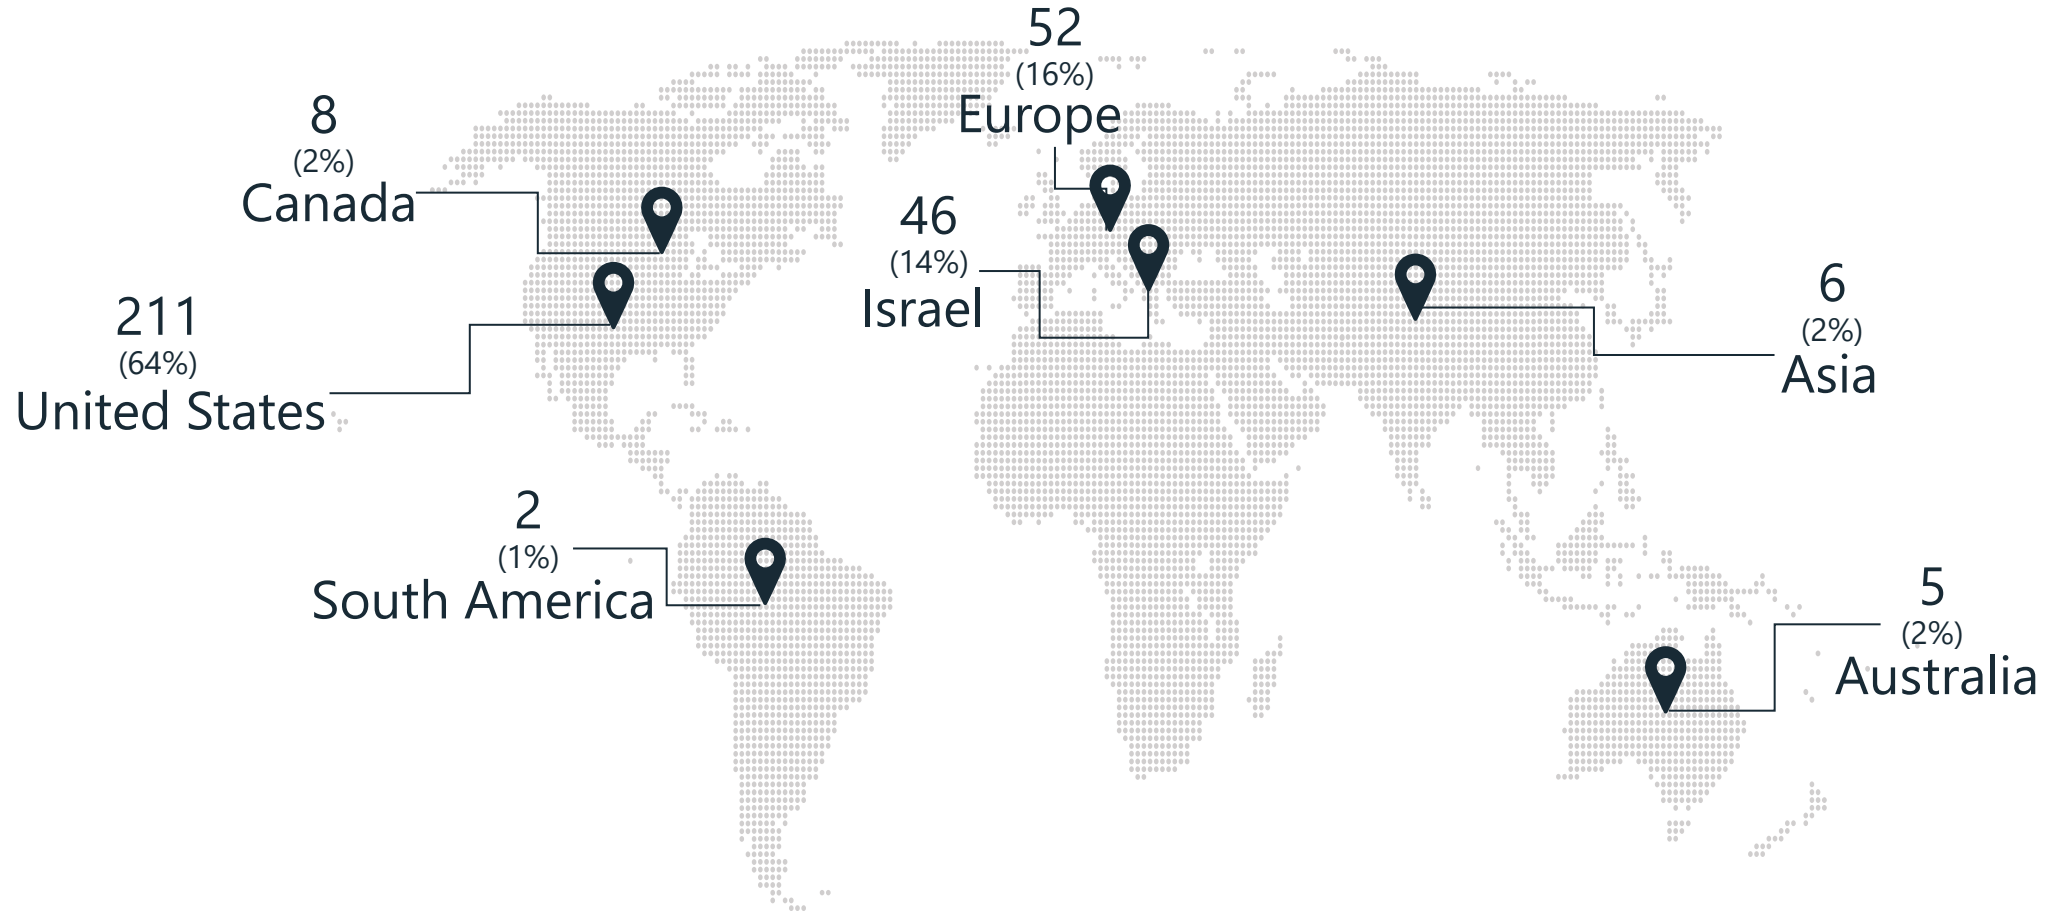 52
(16%)
Europe
8
(2%)
Canada
46
(14%)
Israel
6
(2%)
Asia
211
(64%)
United States
2
(1%)
South America
5
(2%)
Australia